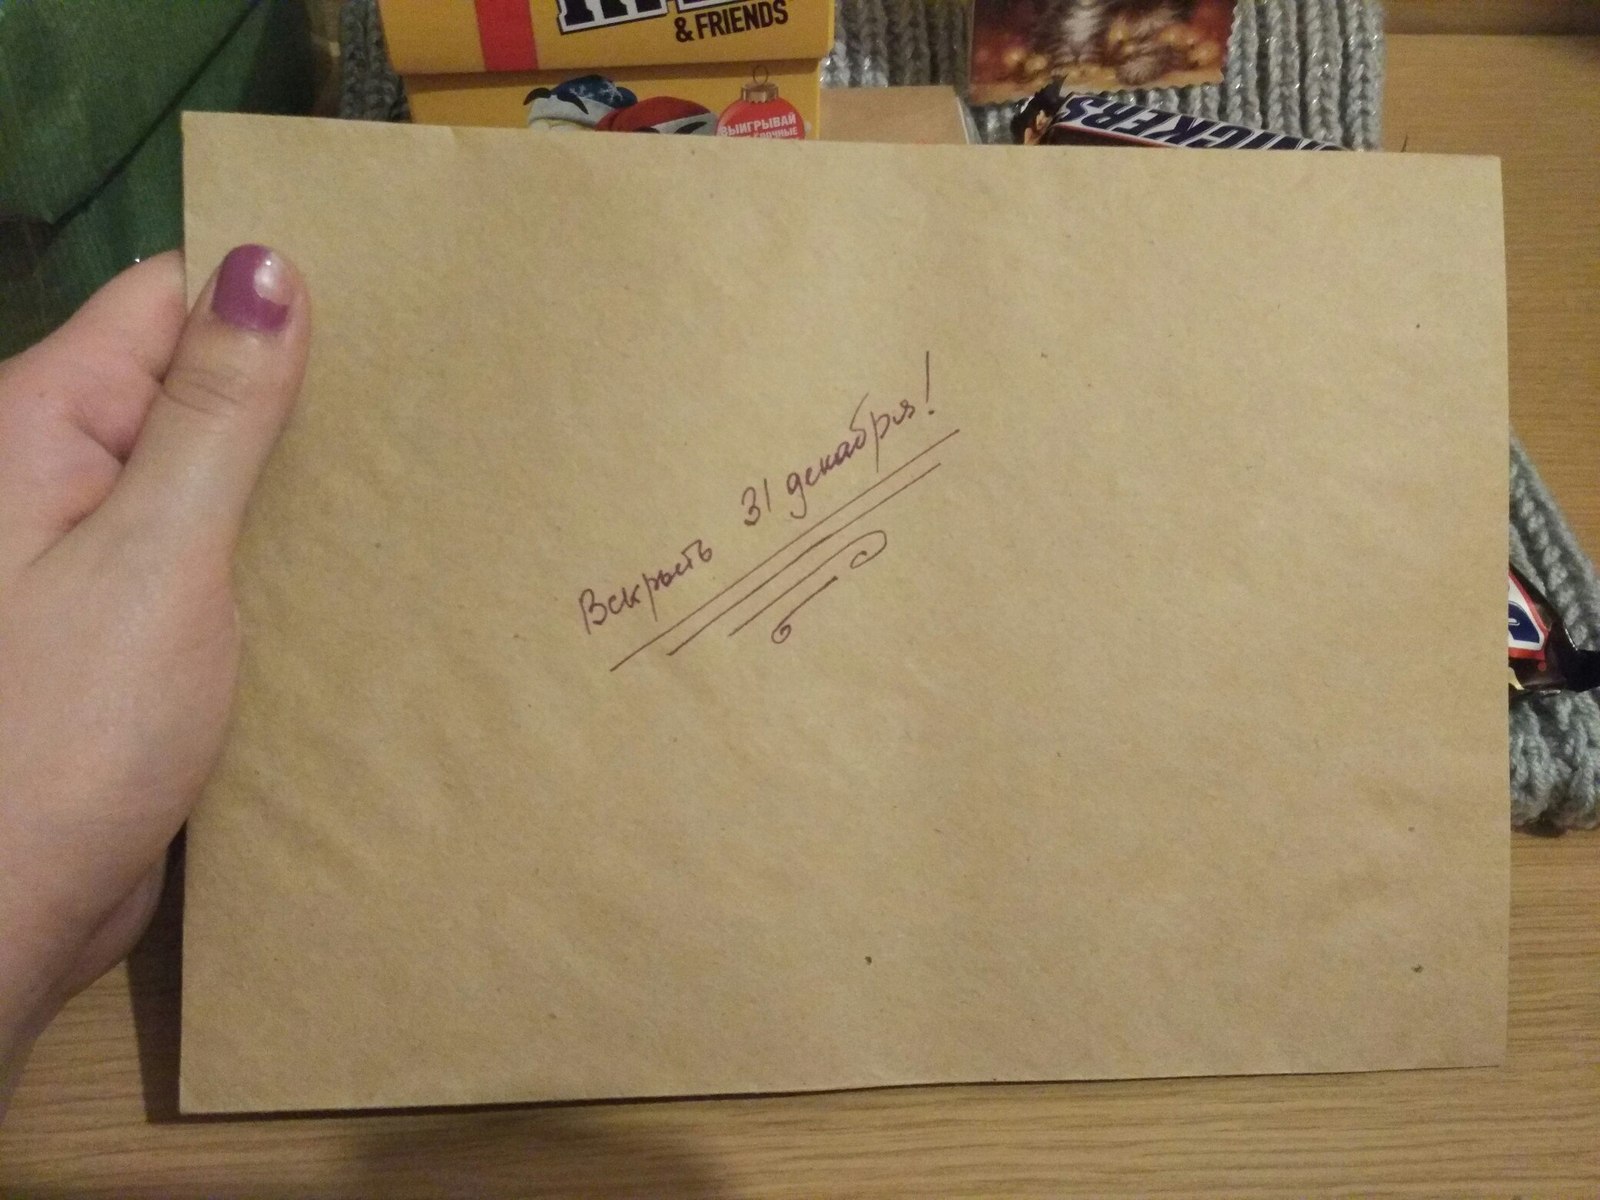 & FRIENDS
ВЫИГРЫВАЙ
SNICKERS
Вскрыть 31 декабря!